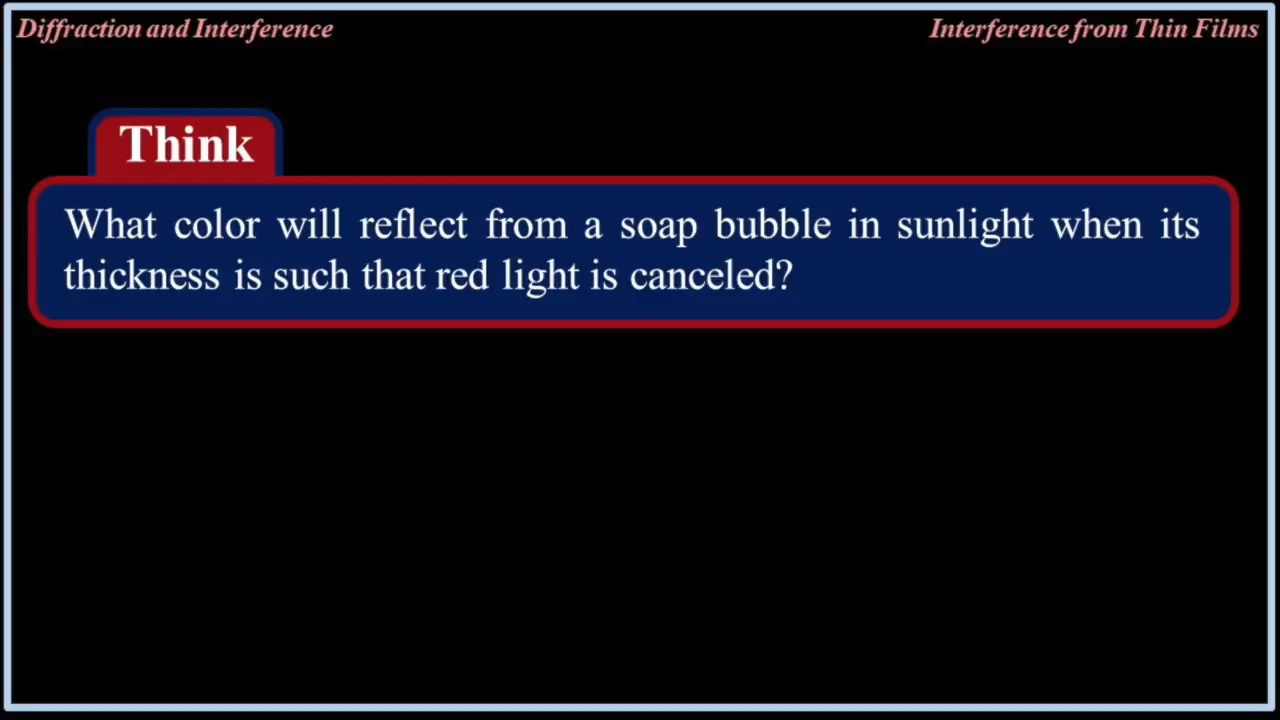 Diffraction and Interference
Interference from Thin Films
Think
What color will reflect from a soap bubble in sunlight when its
thickness is such that red light is canceled?